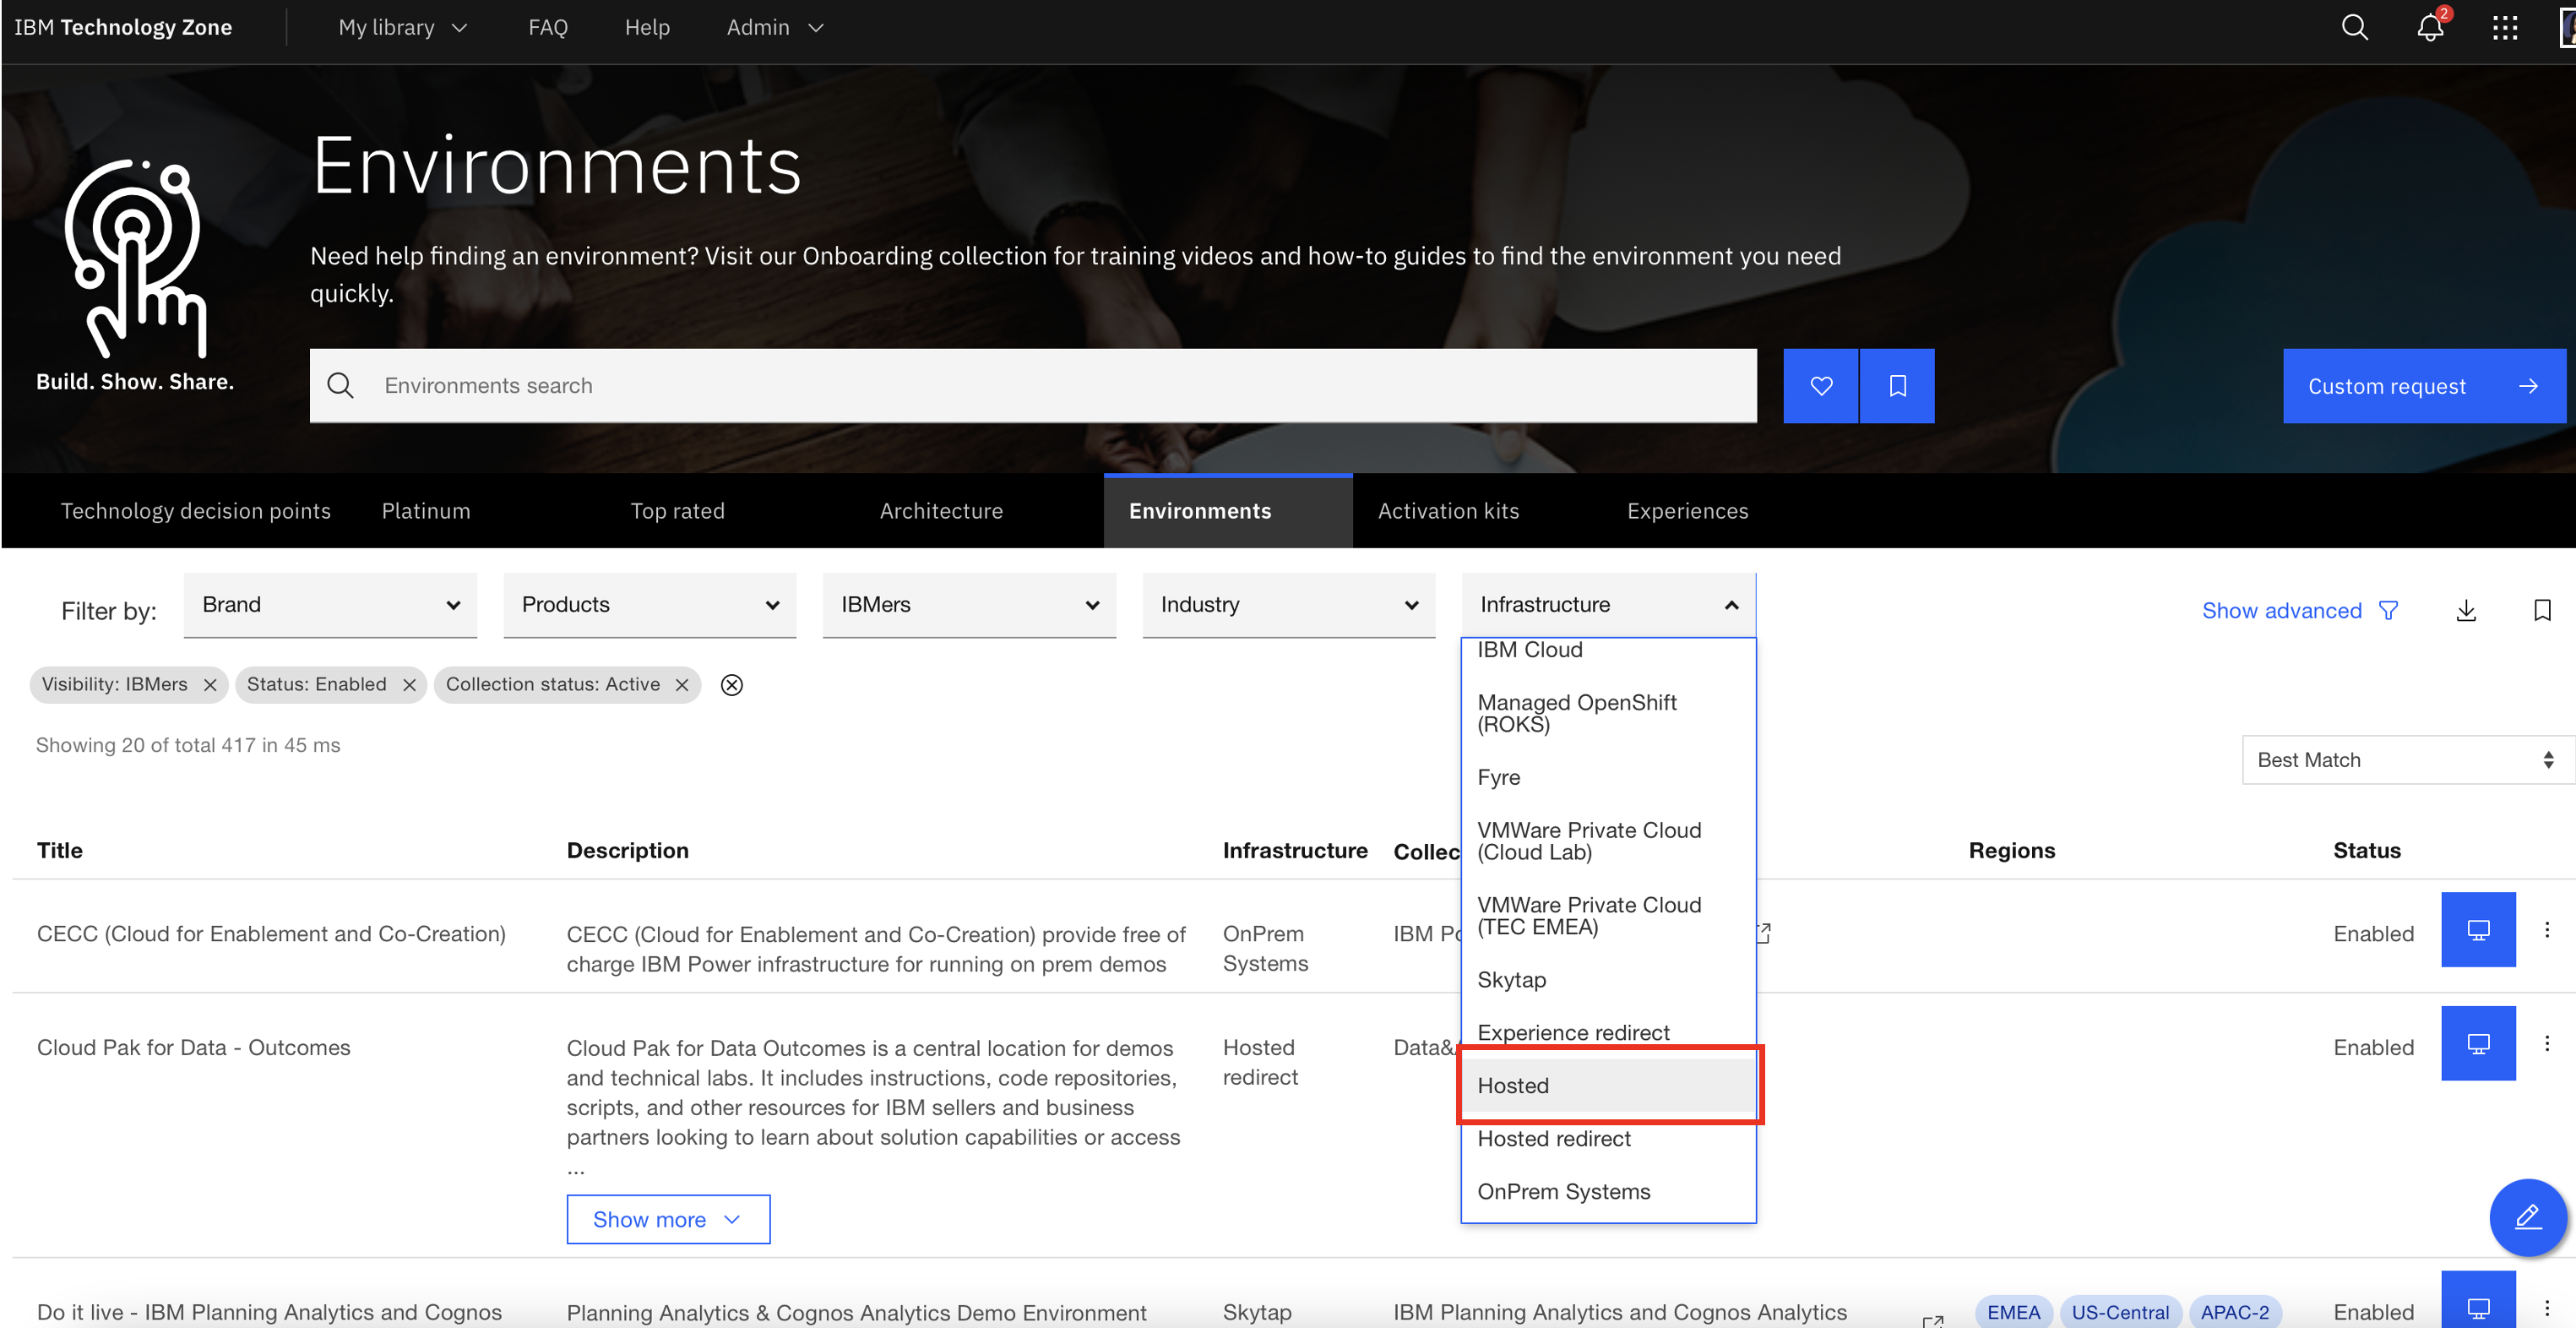 IBM Technology Zone
My library
FAQ
Help
Admin
2
Environments
Need help finding an environment? Visit our Onboarding collection for training videos and how-to guides to find the environment you need
quickly.
Build. Show. Share.
Environments search
Custom request
Technology decision points
Platinum
Top rated
Architecture
Environments
Activation kits
Experiences
Filter by:
Brand
Products
IBMers
Industry
Infrastructure
Show advanced
IBM Cloud
Managed OpenShift
(ROKS)
Fyre
VMWare Private Cloud
(Cloud Lab)
VMWare Private Cloud
(TEC EMEA)
Skytap
Experience redirect
Hosted
Hosted redirect
OnPrem Systems
Visibility: IBMers
Status: Enabled
Collection status: Active
Showing 20 of total 417 in 45 ms
Best Match
Title
Description
Infrastructure
Collec
Regions
Status
CECC (Cloud for Enablement and Co-Creation)
CECC (Cloud for Enablement and Co-Creation) provide free of
charge IBM Power infrastructure for running on prem demos
OnPrem
Systems
IBM Po
Enabled
Cloud Pak for Data - Outcomes
Cloud Pak for Data Outcomes is a central location for demos
and technical labs. It includes instructions, code repositories,
scripts, and other resources for IBM sellers and business
partners looking to learn about solution capabilities or access
...
Show more
Hosted
redirect
Data&
Enabled
Do it live - IBM Planning Analytics and Cognos
Planning Analytics & Cognos Analytics Demo Environment
Skytap
IBM Planning Analytics and Cognos Analytics
EMEA
US-Central
APAC-2
Enabled